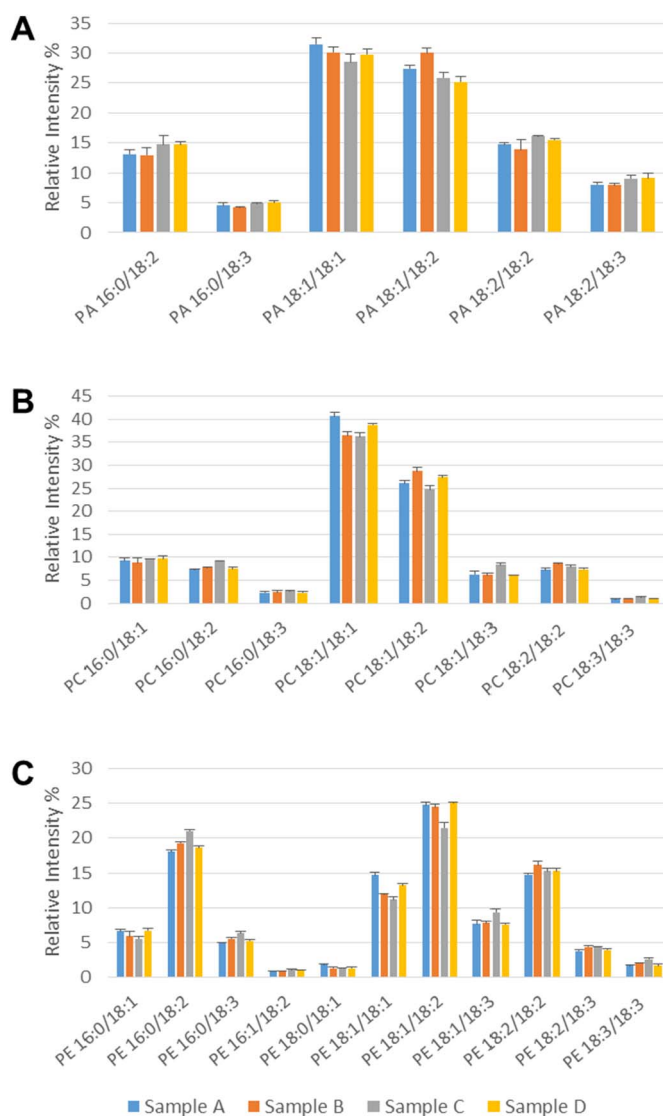 A
Relative Intensity %
35
30
25
20
15
10
5
0
PA 16:0/18:2
PA 16:0/18:3
PA 18:1/18:1
PA 18:1/18:2
PA 18:2/18:2
PA 18:2/18:3
B
Relative Intensity %
45
40
35
30
25
20
15
10
5
0
PC 16:0/18:1
PC 16:0/18:2
PC 16:0/18:3
PC 18:1/18:1
PC 18:1/18:2
PC 18:1/18:3
PC 18:2/18:2
PC 18:3/18:3
C
Relative Intensity %
30
25
20
15
10
5
0
PE 16:0/18:1
PE 16:0/18:2
PE 16:0/18:3
PE 16:1/18:2
PE 18:0/18:1
PE 18:1/18:1
PE 18:1/18:2
PE 18:1/18:3
PE 18:2/18:2
PE 18:2/18:3
PE 18:3/18:3
Sample A Sample B Sample C Sample D